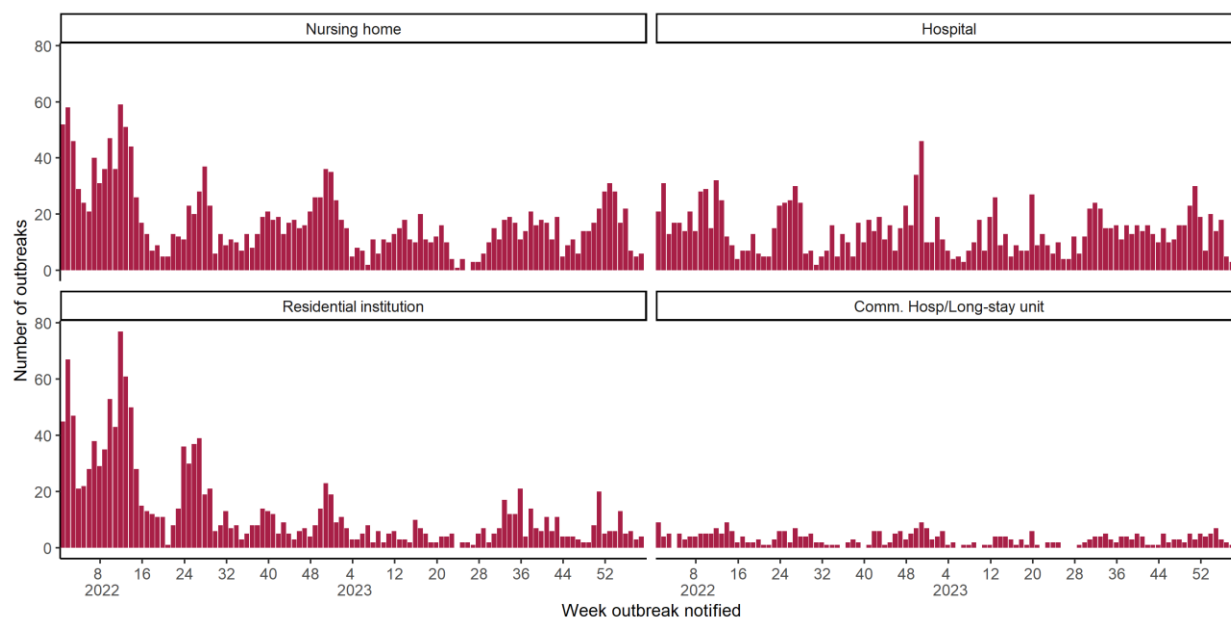 Nursing home
Hospital
80
60
40
20
0
Residential institution
Comm. Hosp/Long-stay unit
80
60
40
20
0
Number of outbreaks
8 16 24 32 40 48 4 12 20 28 36 44 52
2022 2023
8 16 24 32 40 48 4 12 20 28 36 44 52
2022 2023
Week outbreak notified